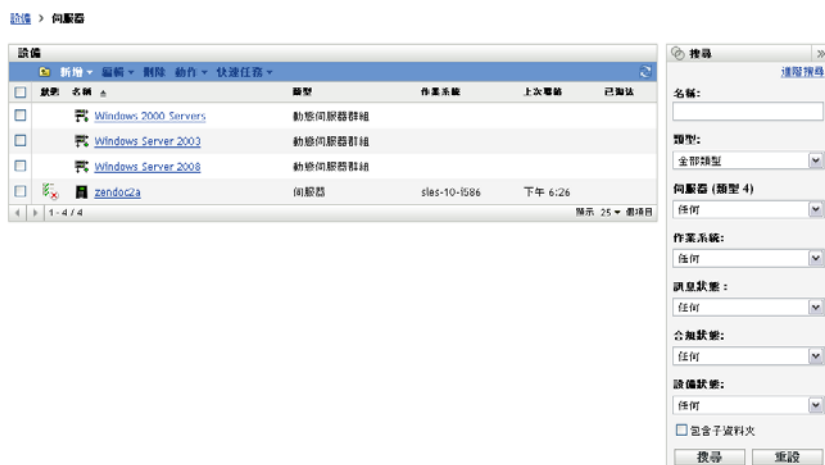 設備 > 伺服器
設備
新增 編輯 刪除 動作 快速任務
狀態 名稱 類型 作業系統 上次聯絡 已淘汰
Windows 2000 Servers 動態伺服器群組
Windows Server 2003 動態伺服器群組
Windows Server 2008 動態伺服器群組
zendoc2a 伺服器 sles-10-i586 下午 6:26
1 - 4 / 4 顯示 25 個項目
搜尋
進階搜尋
名稱:
類型:
全部類型
伺服器 (類型 4)
任何
作業系統:
任何
訊息狀態:
任何
合規狀態:
任何
設備狀態:
任何
包含子資料夾
搜尋 重設